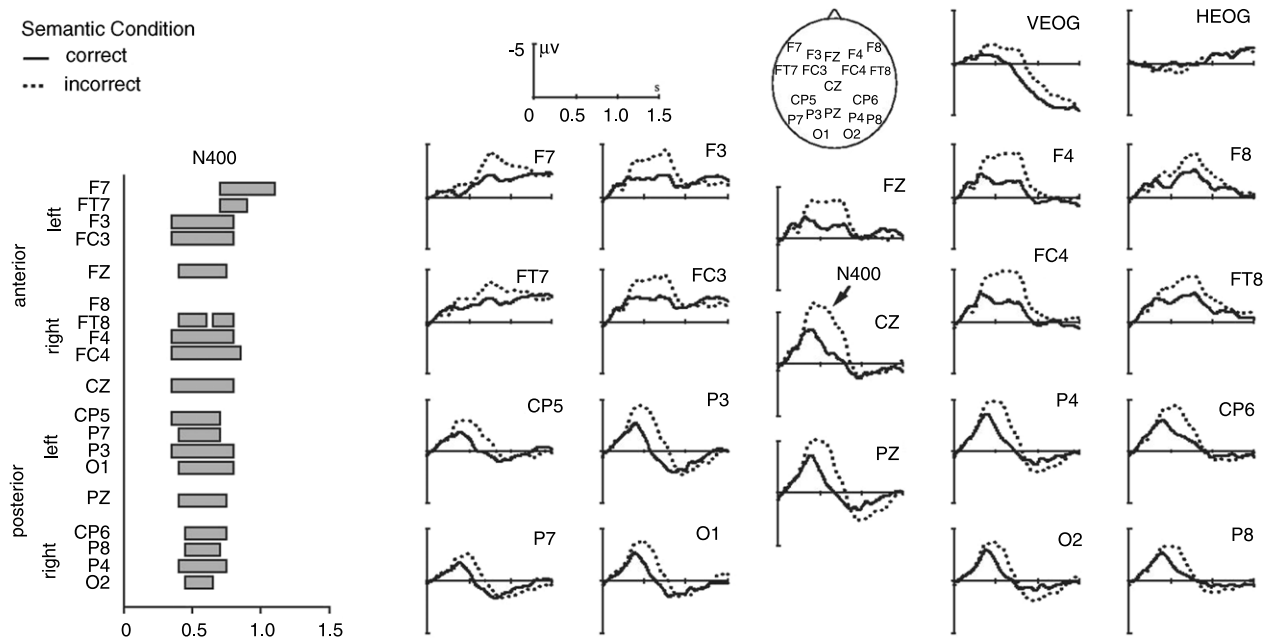 Semantic Condition
correct
incorrect
N400
anterior
left
F7
FT7
F3
FC3
FZ
right
F8
FT8
F4
FC4
CZ
posterior
left
CP5
P7
P3
O1
PZ
right
CP6
P8
P4
O2
0 0.5 1.0 1.5
-5 μv
s
0 0.5 1.0 1.5
F7 F3 FZ F4 F8
FT7 FC3 FC4 FT8
CZ
CP5 CP6
P7 P3 PZ P4 P8
O1 O2
VEOG
HEOG
F7
F3
FZ
F4
F8
FT7
FC3
N400
CZ
FC4
FT8
CP5
P3
PZ
P4
CP6
P7
O1
O2
P8